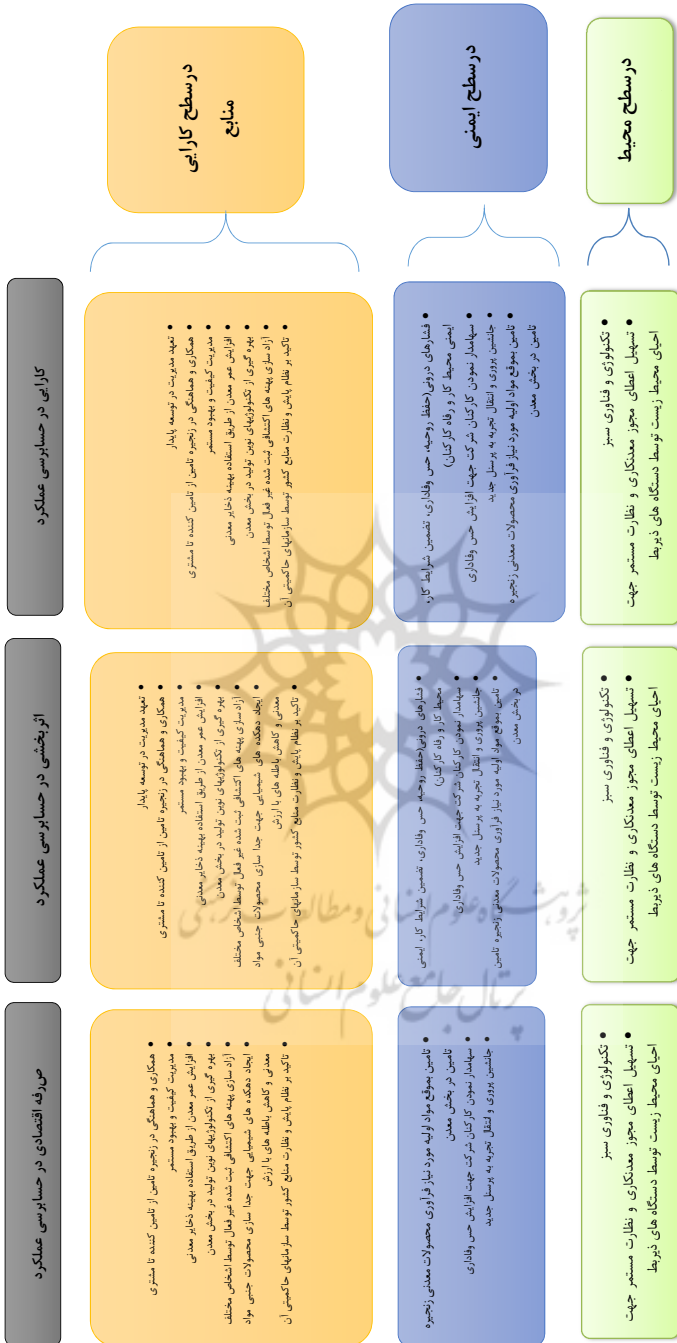 کارایی در حسابرسی عملکرد
اثربخشی در حسابرسی عملکرد
صرفه اقتصادی در حسابرسی عملکرد
درسطح کارایی
منابع
• تعهد مدیریت در توسعه پایدار
• همکاری و هماهنگی در زنجیره تامین از تامین کننده تا مشتری
• مدیریت کیفیت و بهبود مستمر
• افزایش عمر معدن از طریق استفاده بهینه ذخایر معدنی
• بهره گیری از تکنولوژیهای نوین تولید در بخش معدن
• آزاد سازی پهنه های اکتشافی ثبت شده غیر فعال توسط اشخاص مختلف
• تاکید بر نظام پایش و نظارت منابع کشور توسط سازمانهای حاکمیتی آن
• تعهد مدیریت در توسعه پایدار
• همکاری و هماهنگی در زنجیره تامین از تامین کننده تا مشتری
• مدیریت کیفیت و بهبود مستمر
• افزایش عمر معدن از طریق استفاده بهینه ذخایر معدنی
• بهره گیری از تکنولوژیهای نوین تولید در بخش معدن
• آزاد سازی پهنه های اکتشافی ثبت شده غیر فعال توسط اشخاص مختلف
• ایجاد دهکده های شیمیایی جهت جدا سازی محصولات جنبی مواد
معدنی و کاهش باطله های با ارزش
• تاکید بر نظام پایش و نظارت منابع کشور توسط سازمانهای حاکمیتی آن
• همکاری و هماهنگی در زنجیره تامین از تامین کننده تا مشتری
• مدیریت کیفیت و بهبود مستمر
• افزایش عمر معدن از طریق استفاده بهینه ذخایر معدنی
• بهره گیری از تکنولوژیهای نوین تولید در بخش معدن
• آزاد سازی پهنه های اکتشافی ثبت شده غیر فعال توسط اشخاص مختلف
• ایجاد دهکده های شیمیایی جهت جدا سازی محصولات جنبی مواد
معدنی و کاهش باطله های با ارزش
• تاکید بر نظام پایش و نظارت منابع کشور توسط سازمانهای حاکمیتی آن
درسطح ایمنی
• فشارهای درونی(حفظ روحیه، حس وفاداری، تضمین شرایط کار،
ایمنی محیط کار و رفاه کارکنان)
• سهامدار نمودن کارکنان شرکت جهت افزایش حس وفاداری
• جانشین پروری و انتقال تجربه به پرسنل جدید
• تامین بموقع مواد اولیه مورد نیاز فرآوری محصولات معدنی زنجیره
تامین در بخش معدن
• فشارهای درونی(حفظ روحیه، حس وفاداری، تضمین شرایط کار، ایمنی
محیط کار و رفاه کارکنان)
• سهامدار نمودن کارکنان شرکت جهت افزایش حس وفاداری
• جانشین پروری و انتقال تجربه به پرسنل جدید
• تامین بموقع مواد اولیه مورد نیاز فرآوری محصولات معدنی زنجیره تامین
در بخش معدن
• تامین بموقع مواد اولیه مورد نیاز فرآوری محصولات معدنی زنجیره
تامین در بخش معدن
• سهامدار نمودن کارکنان شرکت جهت افزایش حس وفاداری
• جانشین پروری و انتقال تجربه به پرسنل جدید
درسطح محیط
• تکنولوژی و فناوری سبز
• تسهیل اعطای مجوز معدنکاری و نظارت مستمر جهت
احیای محیط زیست توسط دستگاه های ذیربط
• تکنولوژی و فناوری سبز
• تسهیل اعطای مجوز معدنکاری و نظارت مستمر جهت
احیای محیط زیست توسط دستگاه های ذیربط
• تکنولوژی و فناوری سبز
• تسهیل اعطای مجوز معدنکاری و نظارت مستمر جهت
احیای محیط زیست توسط دستگاه های ذیربط
پژوهشگاه علوم انسانی و مطالعات فرهنگی
پرتال جامع علوم انسانی